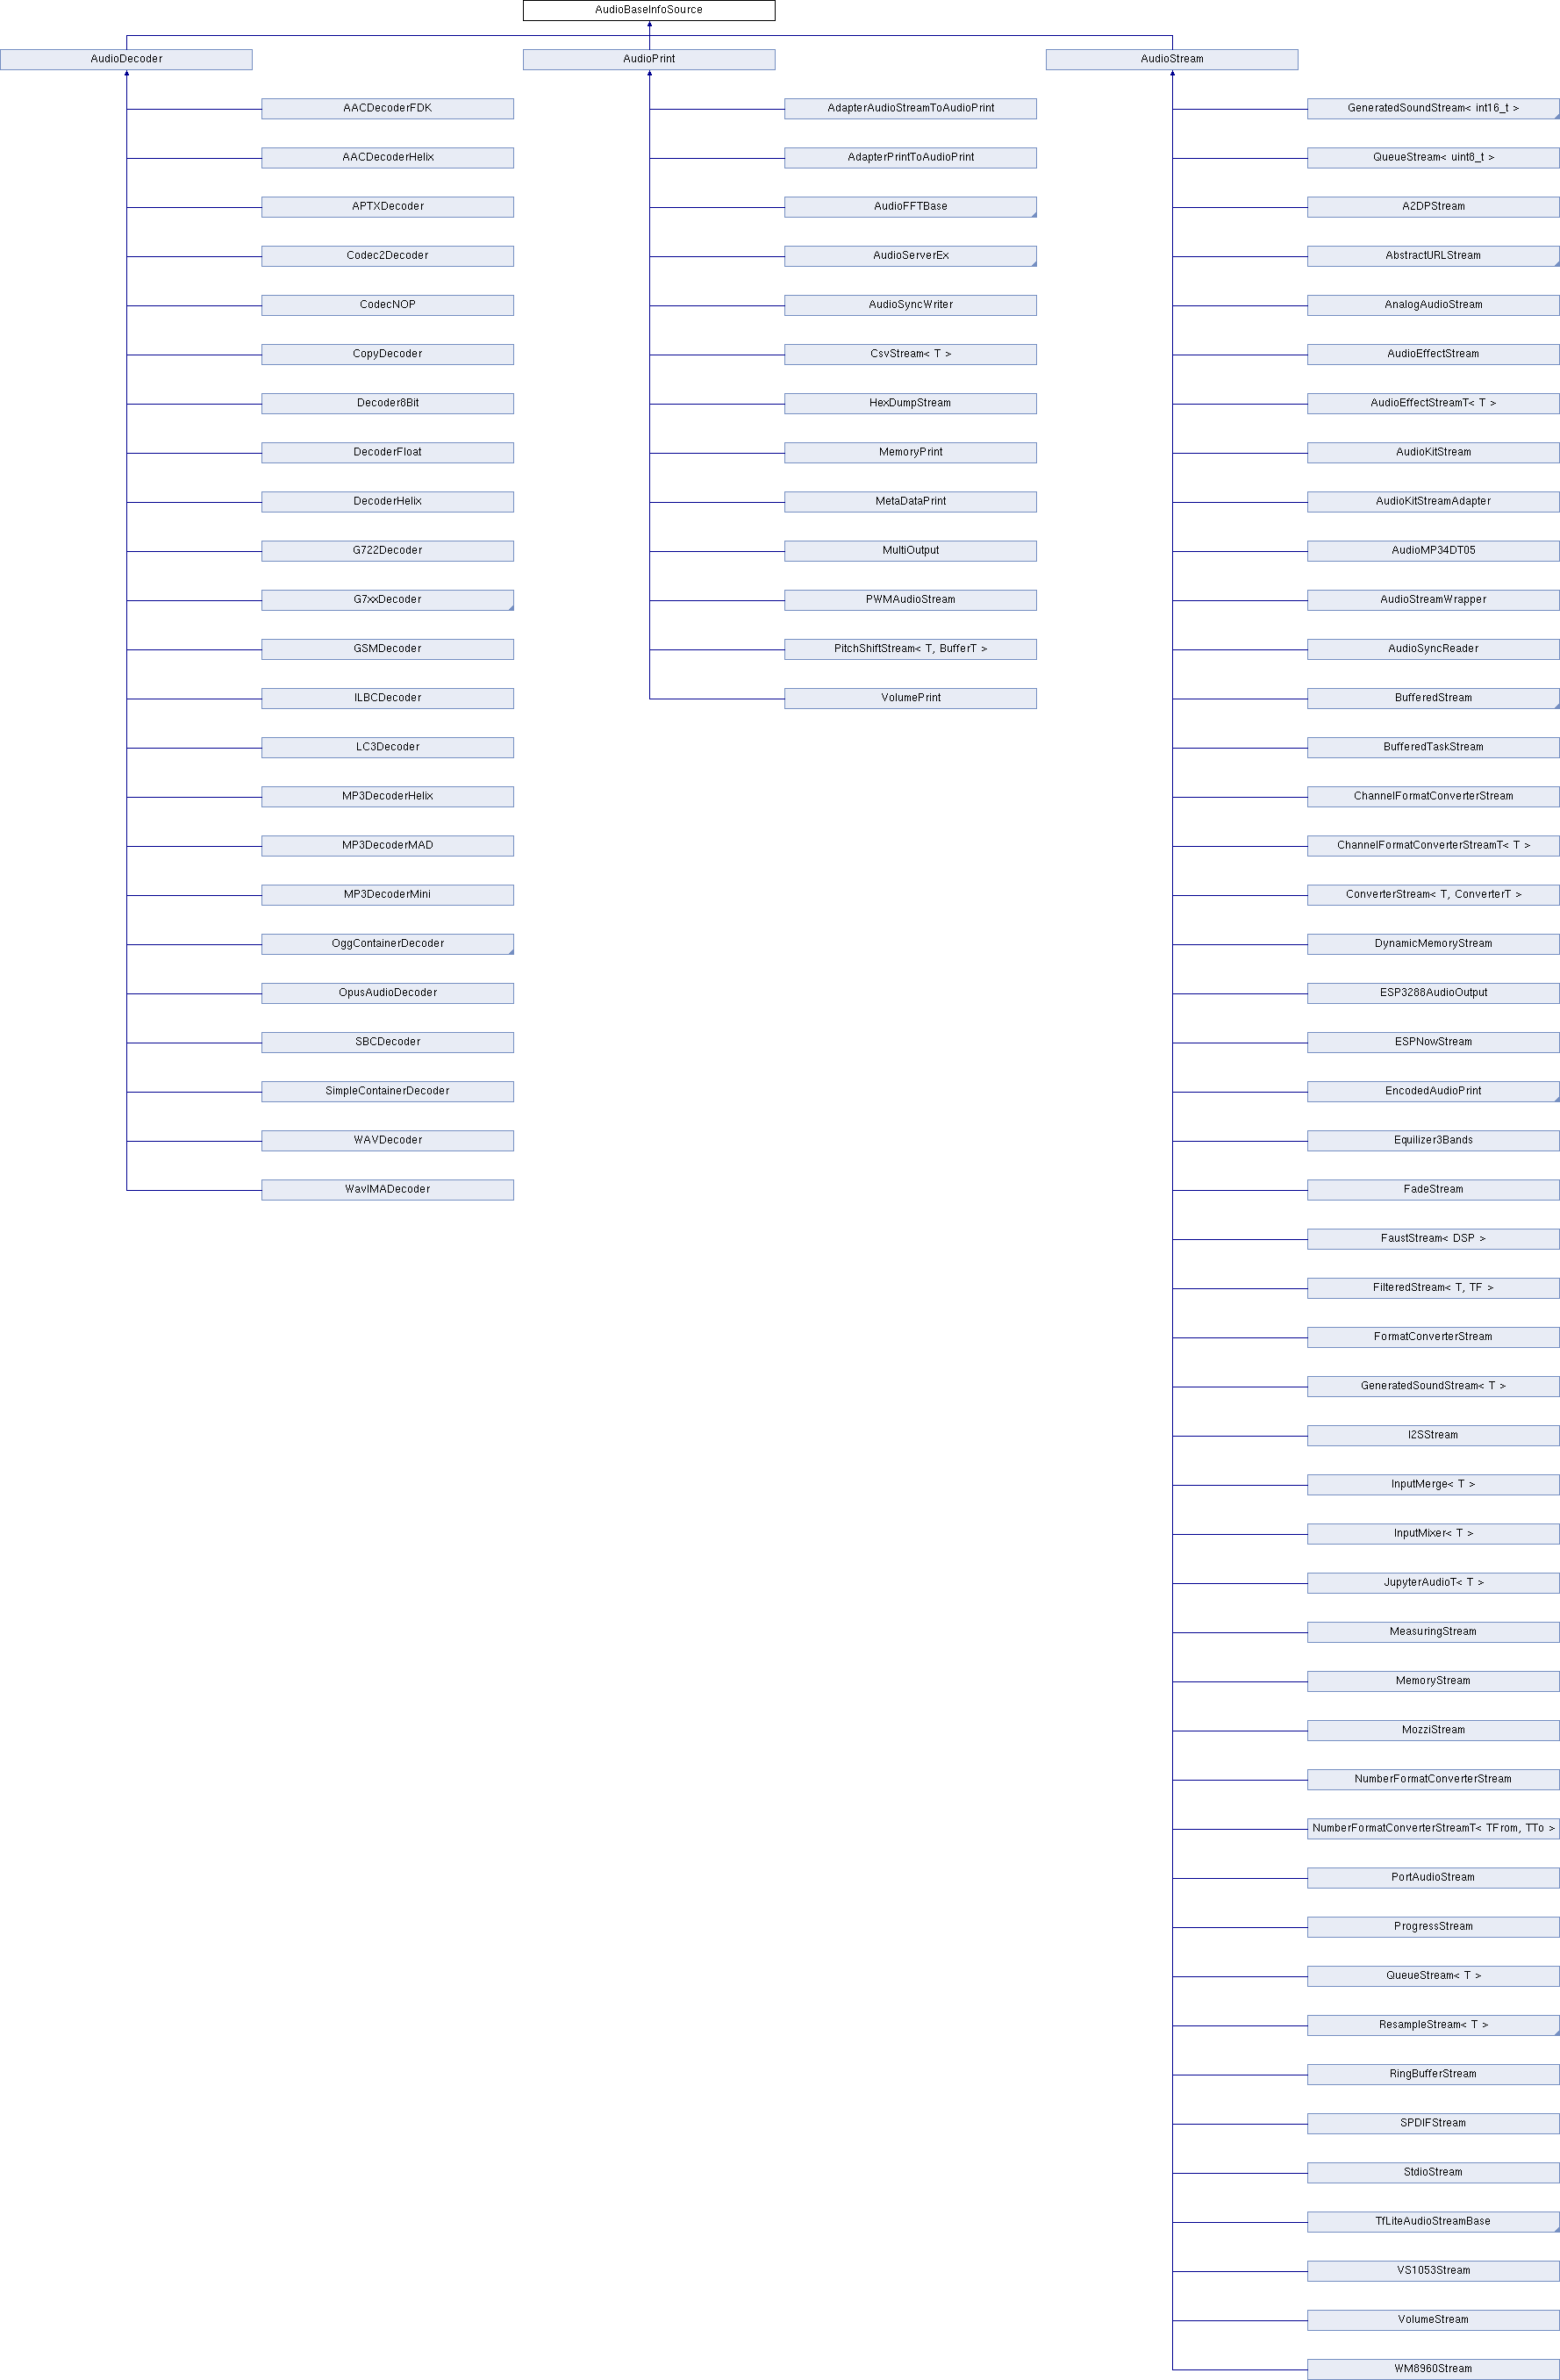 AudioBaseInfoSource
AudioDecoder
AudioPrint
AudioStream
AACDecoderFDK
AdapterAudioStreamToAudioPrint
GeneratedSoundStream< int16_t >
AACDecoderHelix
AdapterPrintToAudioPrint
QueueStream< uint8_t >
APTXDecoder
AudioFFTBase
A2DPStream
Codec2Decoder
AudioServerEx
AbstractURLStream
CodecNOP
AudioSyncWriter
AnalogAudioStream
CopyDecoder
CsvStream< T >
AudioEffectStream
Decoder8Bit
HexDumpStream
AudioEffectStreamT< T >
DecoderFloat
MemoryPrint
AudioKitStream
DecoderHelix
MetaDataPrint
AudioKitStreamAdapter
G722Decoder
MultiOutput
AudioMP34DT05
G7xxDecoder
PWMAudioStream
AudioStreamWrapper
GSMDecoder
PitchShiftStream< T, BufferT >
AudioSyncReader
ILBCDecoder
VolumePrint
BufferedStream
LC3Decoder
BufferedTaskStream
MP3DecoderHelix
ChannelFormatConverterStream
MP3DecoderMAD
ChannelFormatConverterStreamT< T >
MP3DecoderMini
ConverterStream< T, ConverterT >
OggContainerDecoder
DynamicMemoryStream
OpusAudioDecoder
ESP3288AudioOutput
SBCDecoder
ESPNowStream
SimpleContainerDecoder
EncodedAudioPrint
WAVDecoder
Equilizer3Bands
WavIMADecoder
FadeStream
FaustStream< DSP >
FilteredStream< T, TF >
FormatConverterStream
GeneratedSoundStream< T >
I2SStream
InputMerge< T >
InputMixer< T >
JupyterAudioT< T >
MeasuringStream
MemoryStream
MozziStream
NumberFormatConverterStream
NumberFormatConverterStreamT< TFrom, TTo >
PortAudioStream
ProgressStream
QueueStream< T >
ResampleStream< T >
RingBufferStream
SPDIFStream
StdioStream
TfLiteAudioStreamBase
VS1053Stream
VolumeStream
WM8960Stream